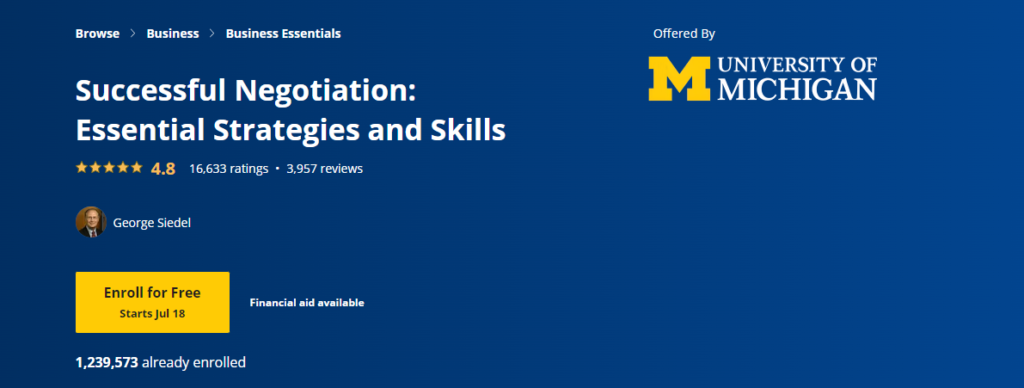 Browse > Business > Business Essentials
Offered By
M UNIVERSITY OF
MICHIGAN
Successful Negotiation:
Essential Strategies and Skills
4.8 16,633 ratings • 3,957 reviews
George Siedel
Enroll for Free
Starts Jul 18
Financial aid available
1,239,573 already enrolled